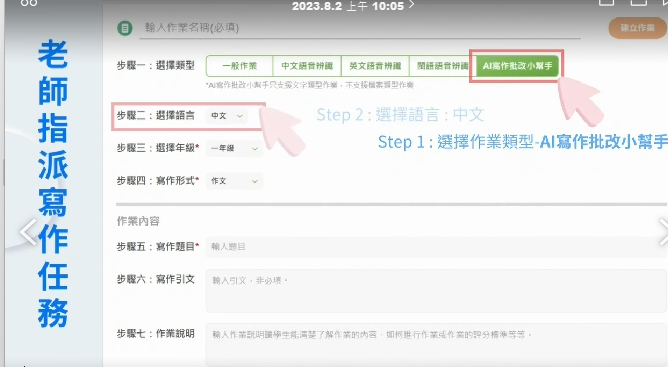 2023.8.2 上午 10:05
老師指派寫作任務
輸入作業名稱(必填)
建立作業
步驟一：選擇類型
一般作業
中文語音辨識
英文語音辨識
閩語語音辨識
AI寫作批改小幫手
*AI寫作批改小幫手只支援文字類型作業，不支援檔案類型作業
步驟二：選擇語言
中文
Step 2 : 選擇語言 : 中文
Step 1 : 選擇作業類型-AI寫作批改小幫手
步驟三：選擇年級*
一年級
步驟四：寫作形式*
作文
作業內容
步驟五：寫作題目*
輸入題目
步驟六：寫作引文
輸入引文，非必填。
步驟七：作業說明
輸入作業說明讓學生能清楚了解作業的內容、如何進行作業或作業的評分標準等等。